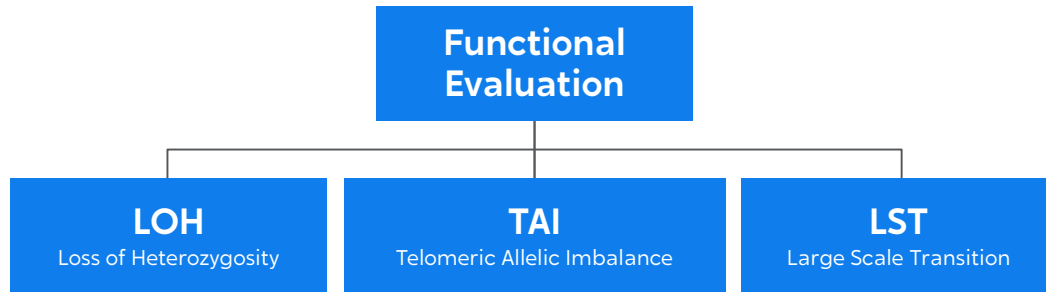 Functional
Evaluation
LOH
Loss of Heterozygosity
TAI
Telomeric Allelic Imbalance
LST
Large Scale Transition